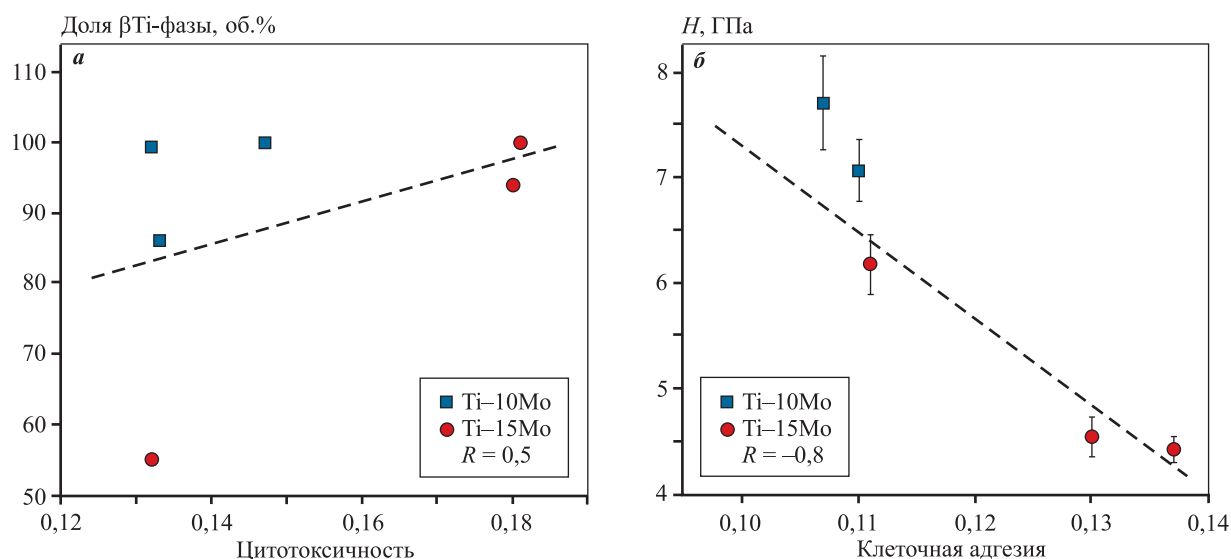 Доля βTi-фазы, об.%
а
110
100
90
80
70
60
50
0,12
0,14
0,16
0,18
Цитотоксичность
Ti–10Mo
Ti–15Mo
R = 0,5
H, ГПа
б
8
7
6
5
4
0,10
0,11
0,12
0,13
0,14
Клеточная адгезия
Ti–10Mo
Ti–15Mo
R = –0,8